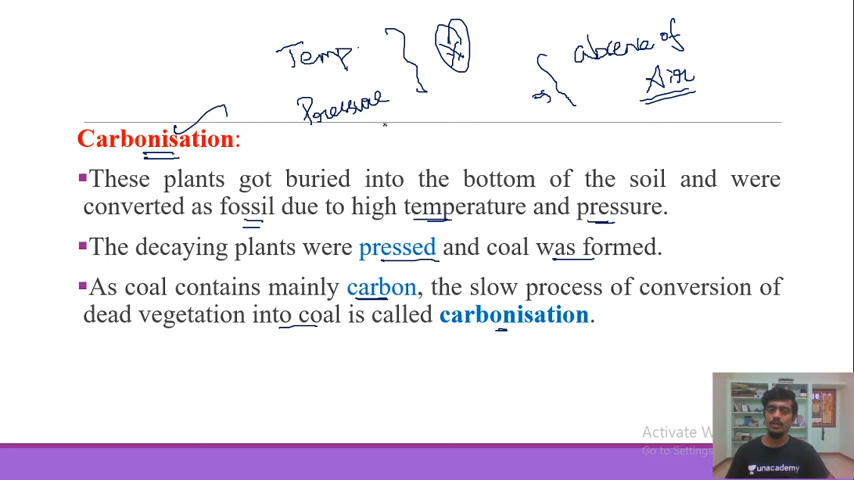 Temp.
Pressure
absence of
Air
Carbonisation:
▪These plants got buried into the bottom of the soil and were
converted as fossil due to high temperature and pressure.
▪The decaying plants were pressed and coal was formed.
▪As coal contains mainly carbon, the slow process of conversion of
dead vegetation into coal is called carbonisation.
Activate W
Go to Settings
unacademy